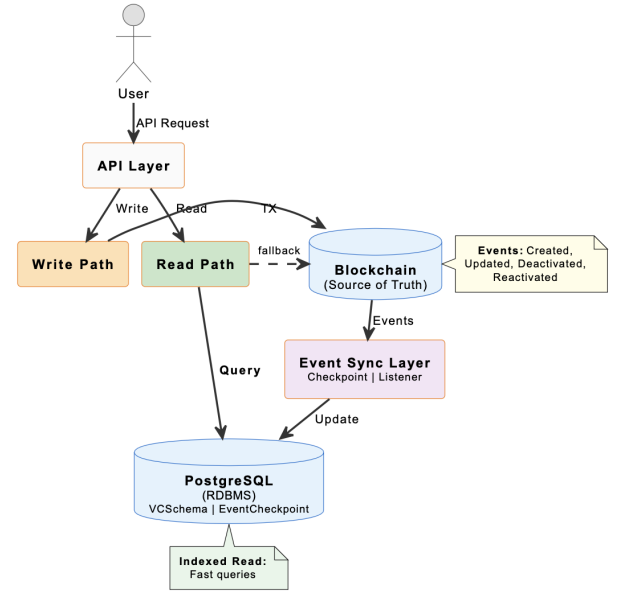 User
API Request
API Layer
Write
Read
TX
Write Path
Read Path
fallback
Blockchain
(Source of Truth)
Events: Created,
Updated, Deactivated,
Reactivated
Events
Event Sync Layer
Checkpoint | Listener
Query
Update
PostgreSQL
(RDBMS)
VCSchema | EventCheckpoint
Indexed Read:
Fast queries